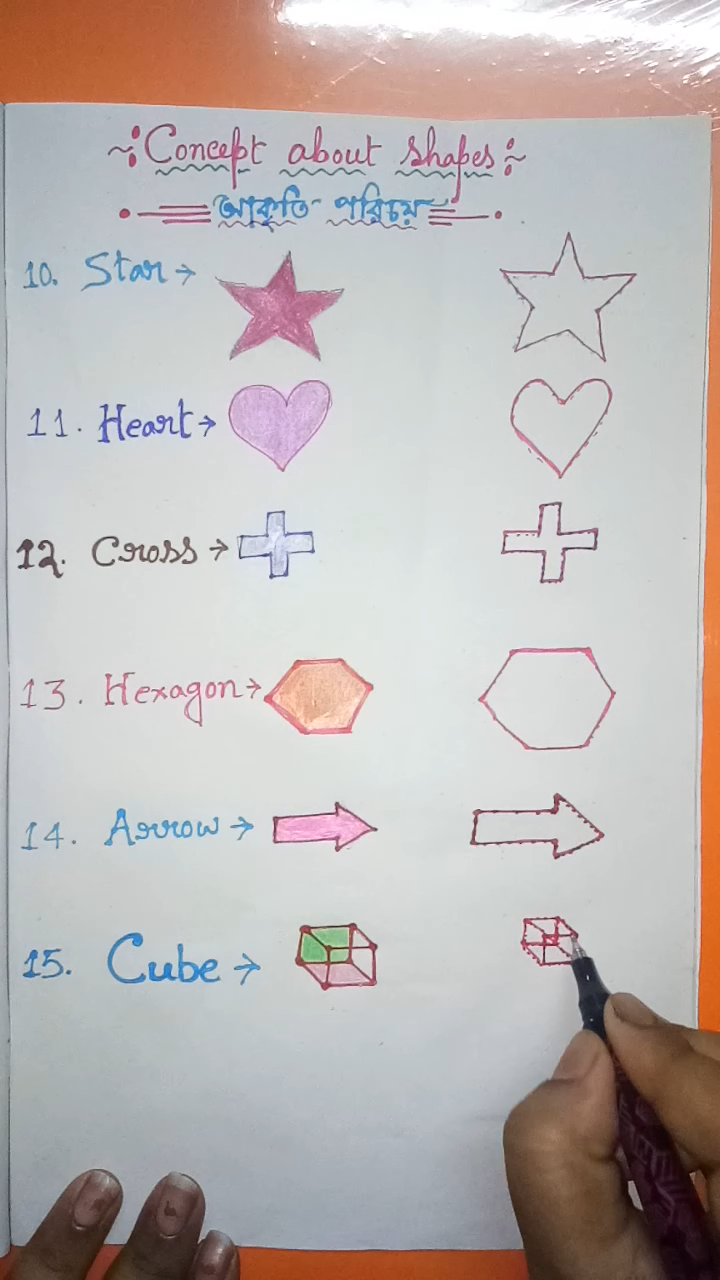 Concept about shapes
আকৃতি পরিচয়
10. Star →
11. Heart →
12. Cross →
13. Hexagon →
14. Arrow →
15. Cube →